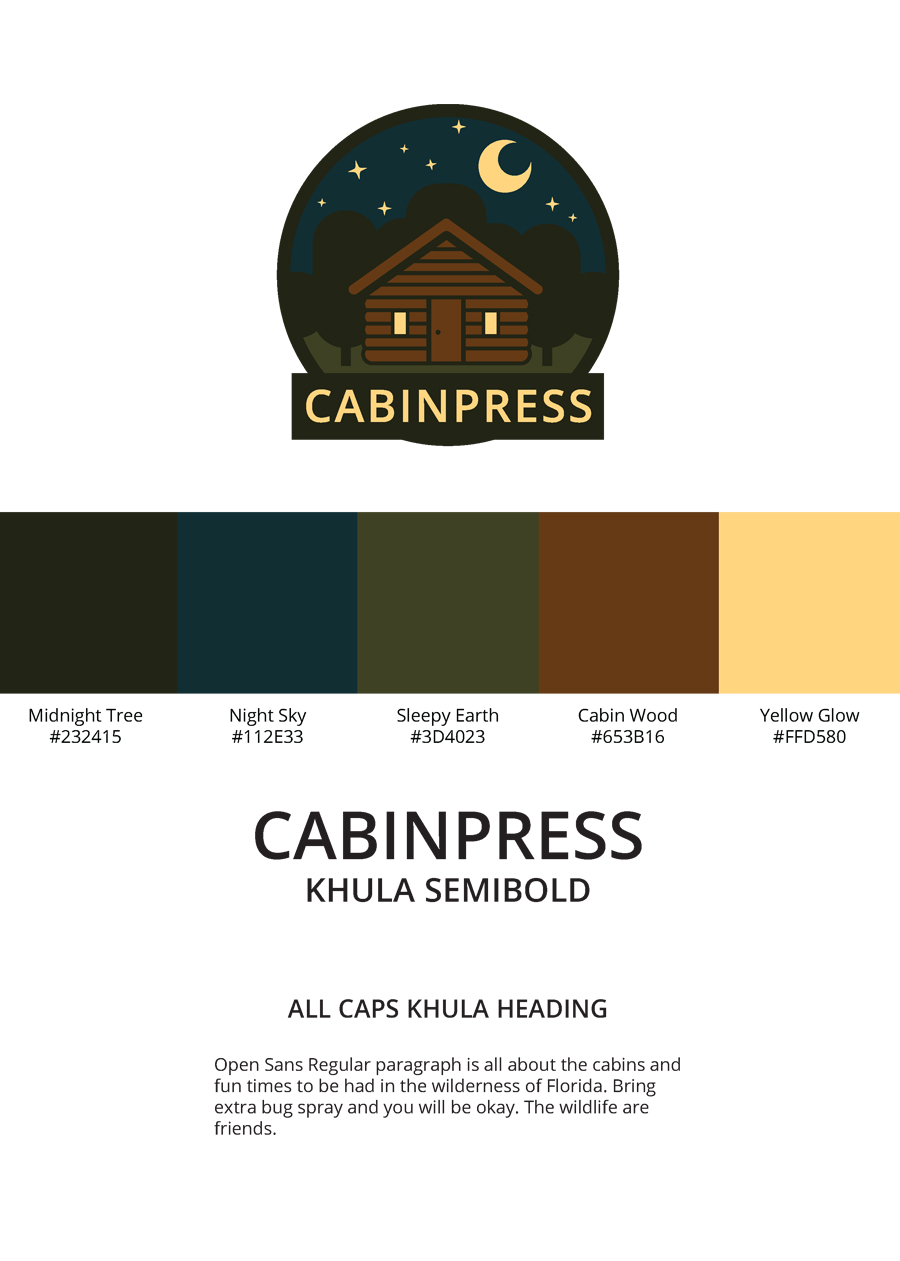 CABINPRESS
Midnight Tree
#232415
Night Sky
#112E33
Sleepy Earth
#3D4023
Cabin Wood
#653B16
Yellow Glow
#FFD580
CABINPRESS
KHULA SEMIBOLD
ALL CAPS KHULA HEADING
Open Sans Regular paragraph is all about the cabins and
fun times to be had in the wilderness of Florida. Bring
extra bug spray and you will be okay. The wildlife are
friends.